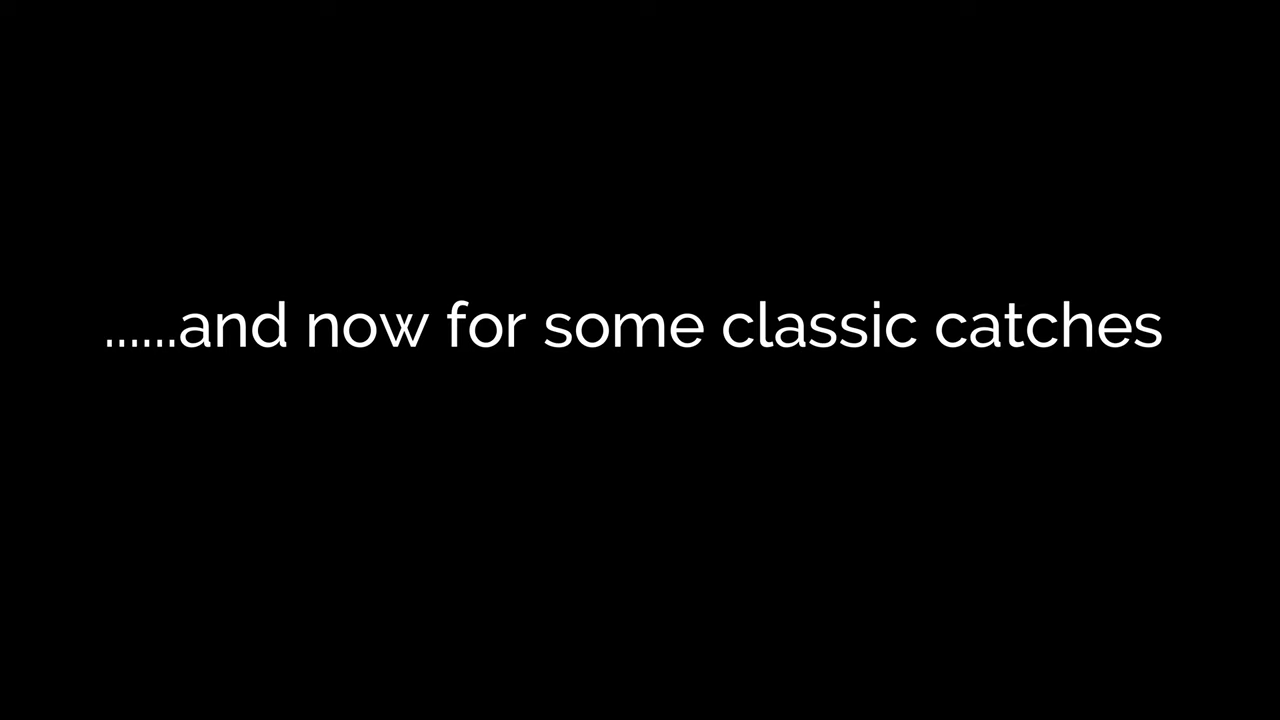 ......and now for some classic catches